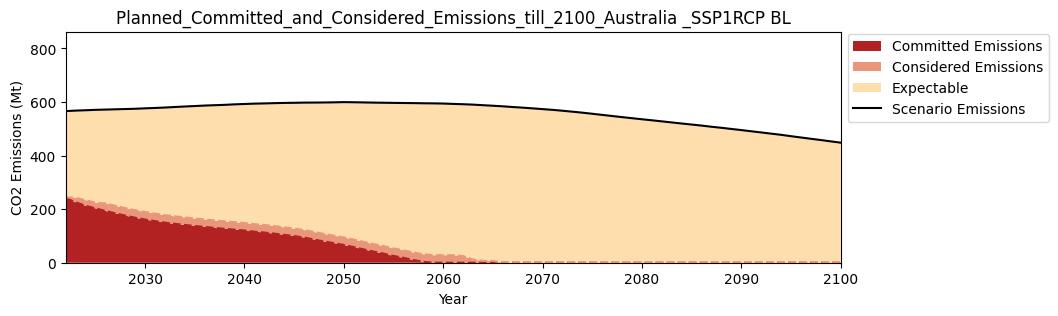 Planned_Committed_and_Considered_Emissions_till_2100_Australia _SSP1RCP BL
800
600
400
200
0
CO2 Emissions (Mt)
2030 2040 2050 2060 2070 2080 2090 2100
Year
Committed Emissions
Considered Emissions
Expectable
Scenario Emissions